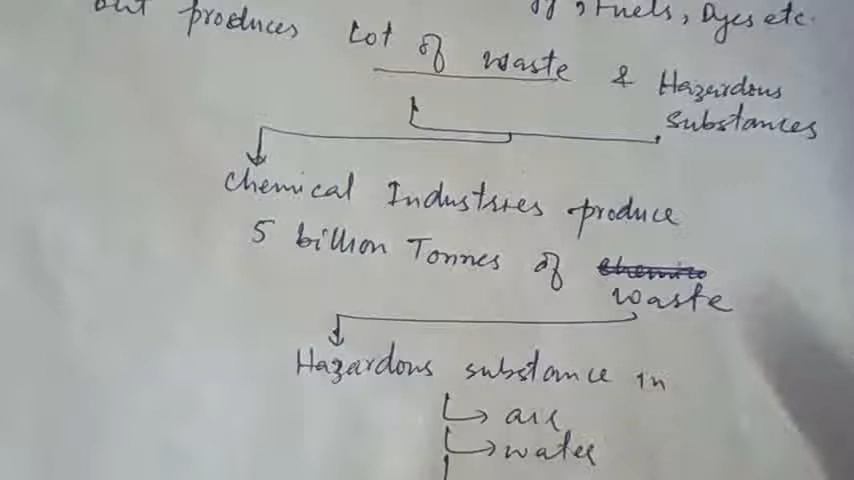 , Fuels, Dyes etc.
but produces Lot of waste & Hazardous
substances
Chemical Industries produce
5 billion Tonnes of
waste
Hazardous substance in
air
water